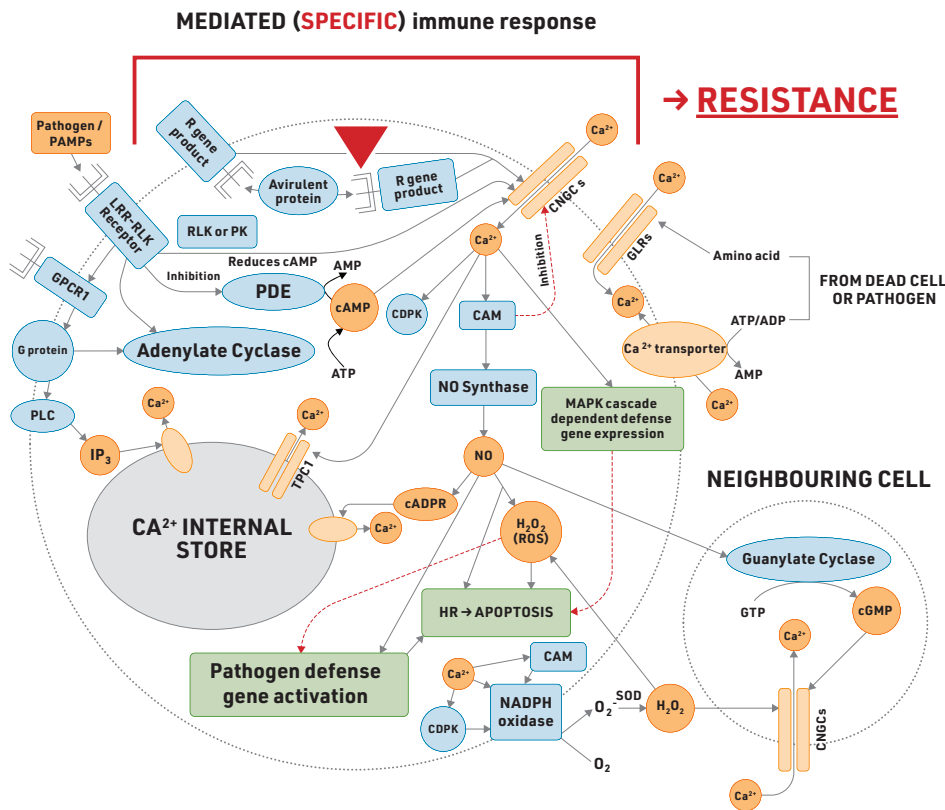 MEDIATED (SPECIFIC) immune response
→ RESISTANCE
Pathogen /
PAMPs
R gene
product
Avirulent
protein
R gene
product
Ca²⁺
CNGCs
LRR-RLK
Receptor
RLK or PK
Ca²⁺
GLRs
Amino acid
FROM DEAD CELL
OR PATHOGEN
Ca²⁺
ATP/ADP
Ca²⁺ transporter
AMP
Ca²⁺
GPCR1
Inhibition
Reduces cAMP
PDE
AMP
cAMP
ATP
Ca²⁺
CDPK
CAM
Inhibition
G protein
Adenylate Cyclase
PLC
IP₃
Ca²⁺
Ca²⁺
TPC1
NO Synthase
MAPK cascade
dependent defense
gene expression
NO
CA²⁺ INTERNAL
STORE
cADPR
Ca²⁺
H₂O₂
(ROS)
HR → APOPTOSIS
Pathogen defense
gene activation
Ca²⁺
CAM
CDPK
NADPH
oxidase
O₂⁻
SOD
H₂O₂
O₂
NEIGHBOURING CELL
Guanylate Cyclase
GTP
cGMP
Ca²⁺
CNGCs
Ca²⁺